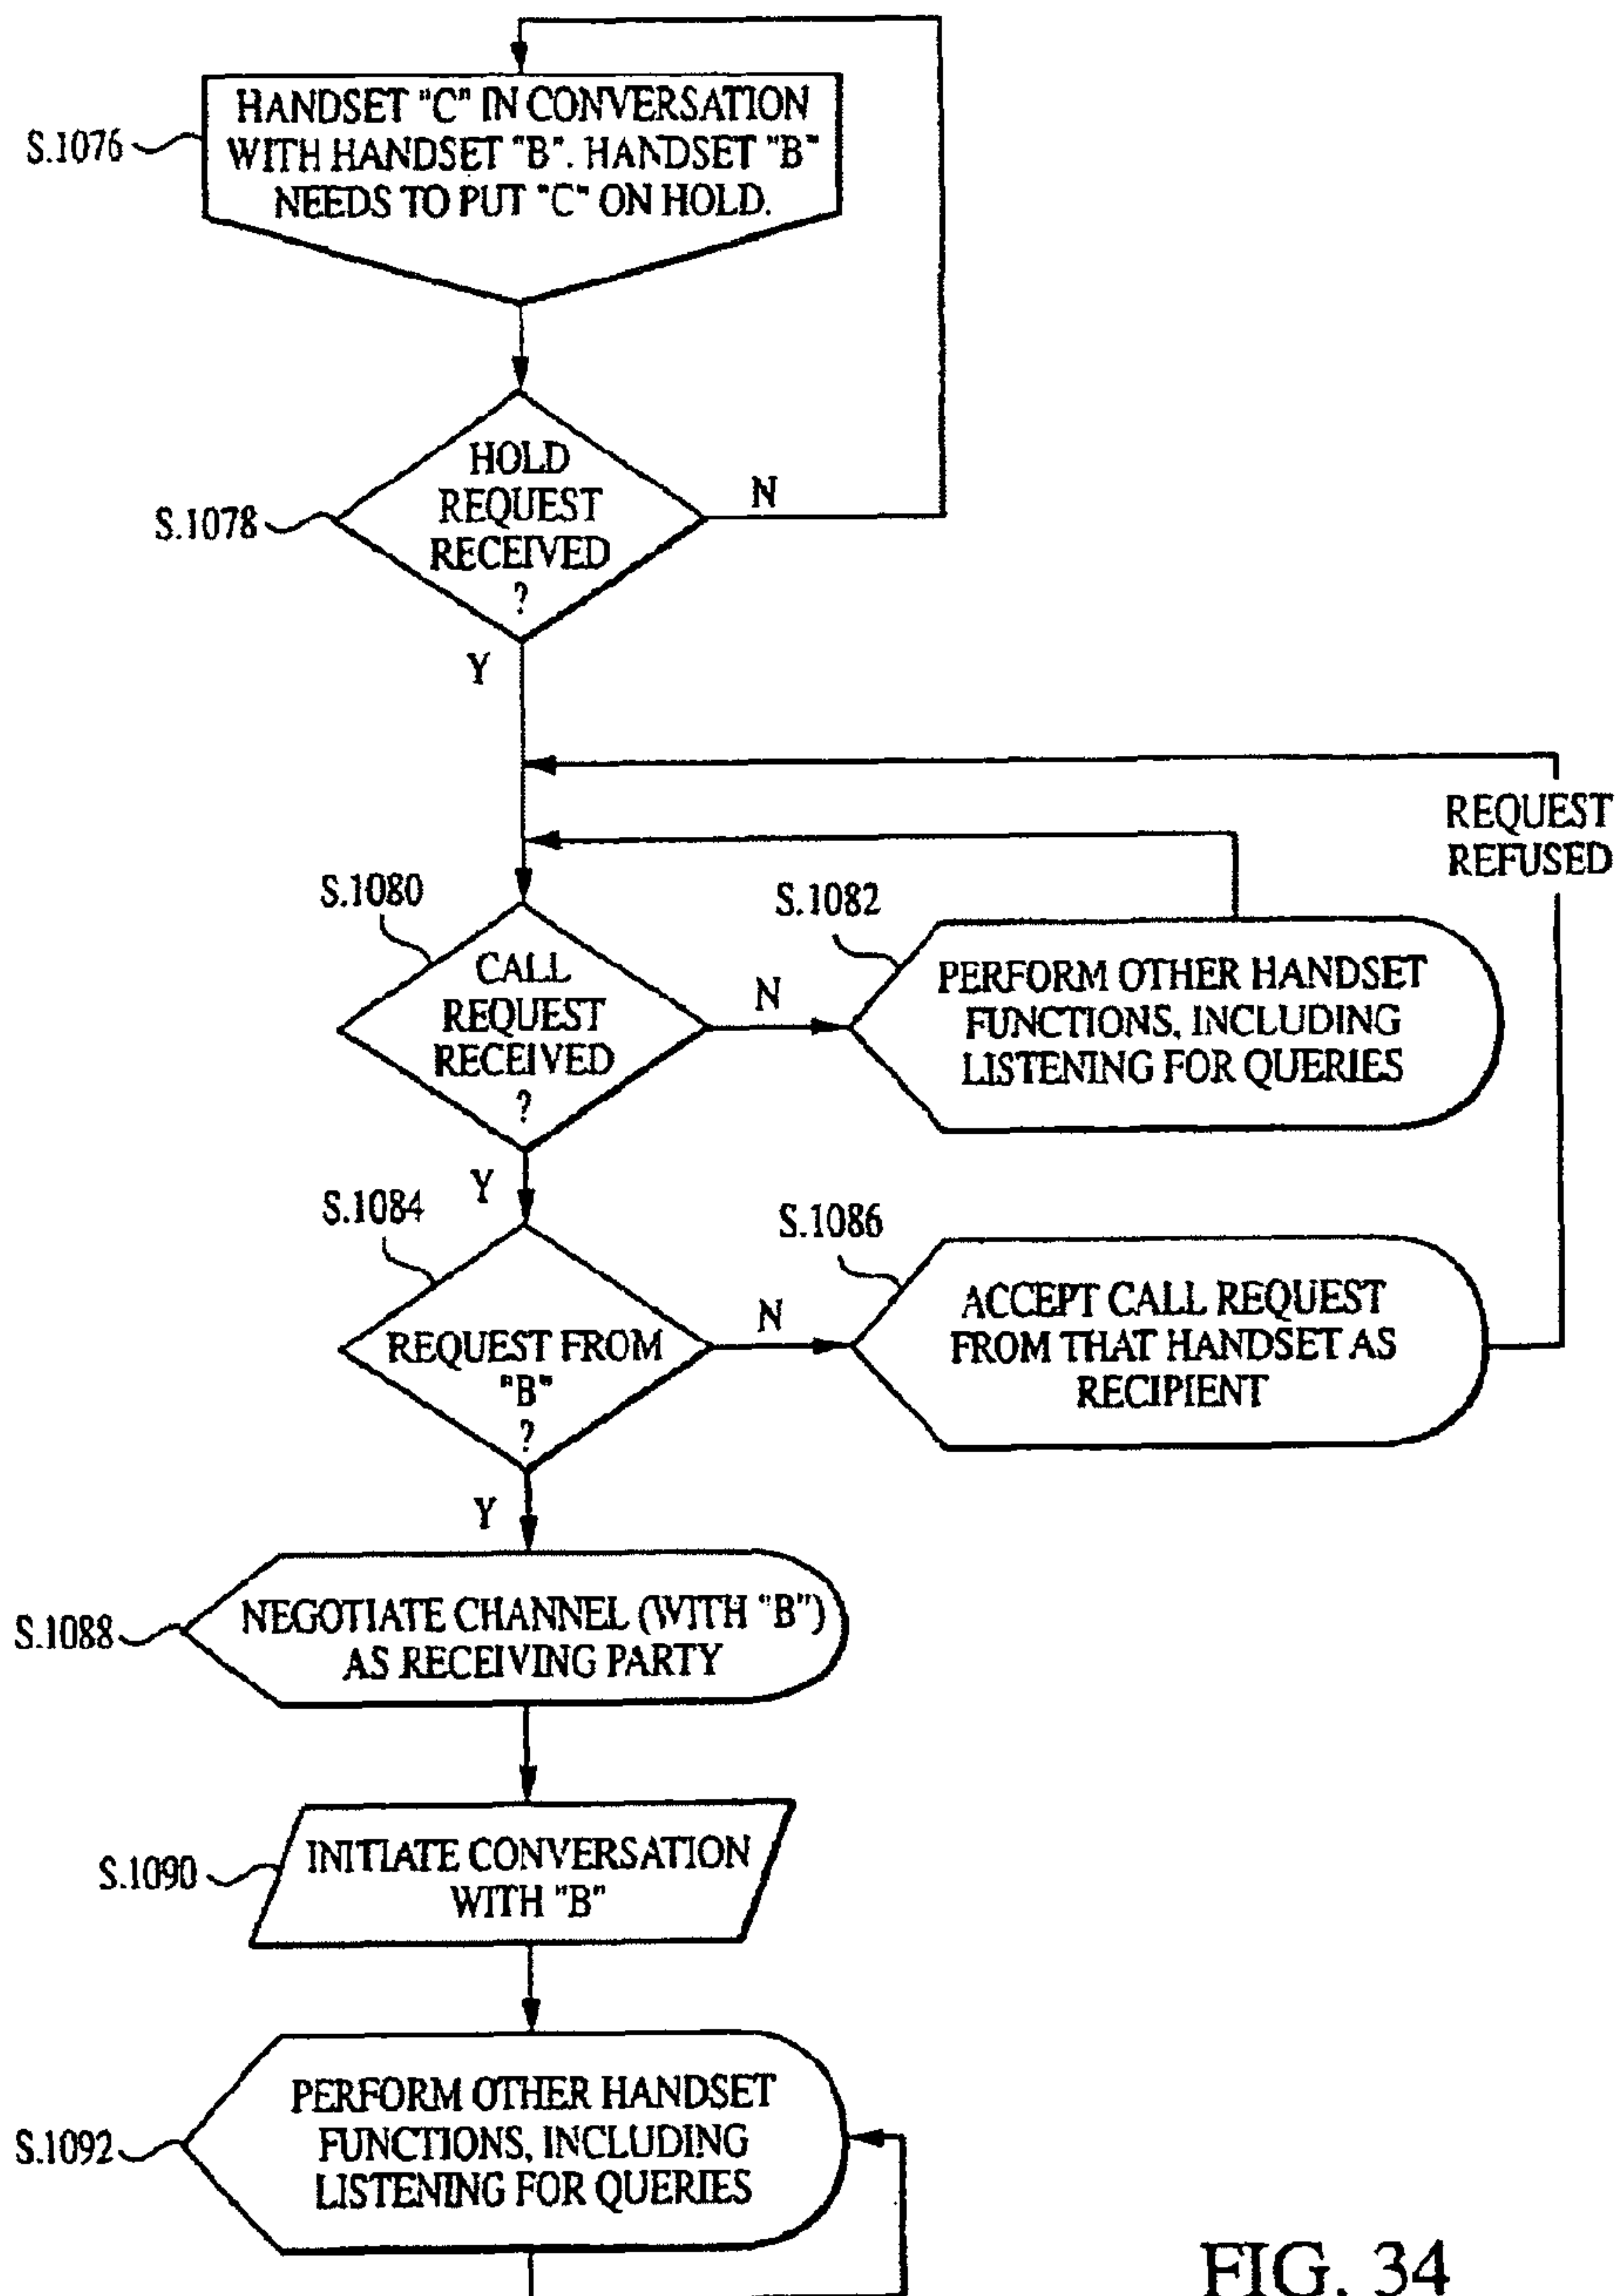 HANDSET "C" IN CONVERSATION
WITH HANDSET "B". HANDSET "B"
NEEDS TO PUT "C" ON HOLD.
S.1076
HOLD
REQUEST
RECEIVED
?
N
S.1078
Y
REQUEST
REFUSED
S.1080
CALL
REQUEST
RECEIVED
?
N
S.1082
PERFORM OTHER HANDSET
FUNCTIONS, INCLUDING
LISTENING FOR QUERIES
Y
S.1084
REQUEST FROM
"B"
?
N
S.1086
ACCEPT CALL REQUEST
FROM THAT HANDSET AS
RECIPIENT
Y
S.1088
NEGOTIATE CHANNEL (WITH "B")
AS RECEIVING PARTY
S.1090
INITIATE CONVERSATION
WITH "B"
S.1092
PERFORM OTHER HANDSET
FUNCTIONS, INCLUDING
LISTENING FOR QUERIES
FIG. 34